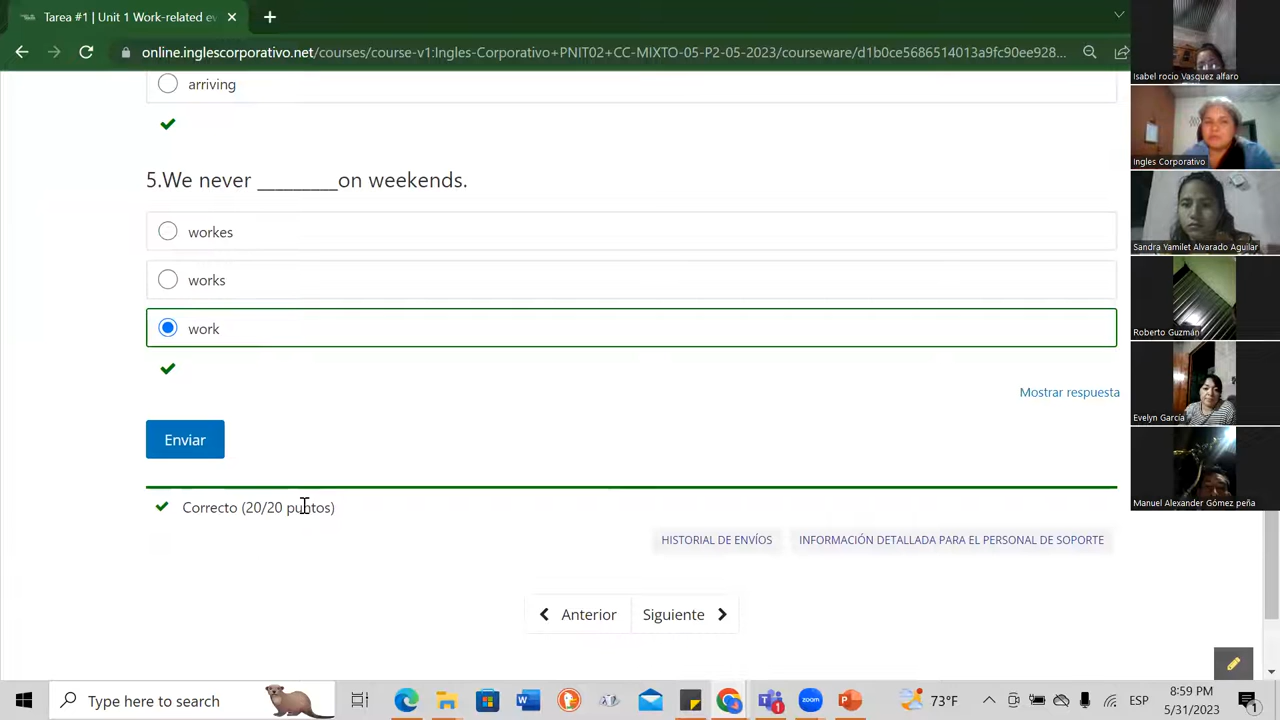 Tarea #1 | Unit 1 Work-related ev
online.inglescorporativo.net/courses/course-v1:Ingles-Corporativo+PNIT02+CC-MIXTO-05-P2-05-2023/courseware/d1b0ce5686514013a9fc90ee928...
arriving
5.We never _________on weekends.
workes
works
work
Mostrar respuesta
Enviar
Correcto (20/20 puntos)
HISTORIAL DE ENVÍOS
INFORMACIÓN DETALLADA PARA EL PERSONAL DE SOPORTE
Anterior
Siguiente
Isabel rocio Vasquez alfaro
Ingles Corporativo
Sandra Yamilet Alvarado Aguilar
Roberto Guzmán
Evelyn García
Manuel Alexander Gómez peña
Type here to search
73°F
ESP
8:59 PM
5/31/2023